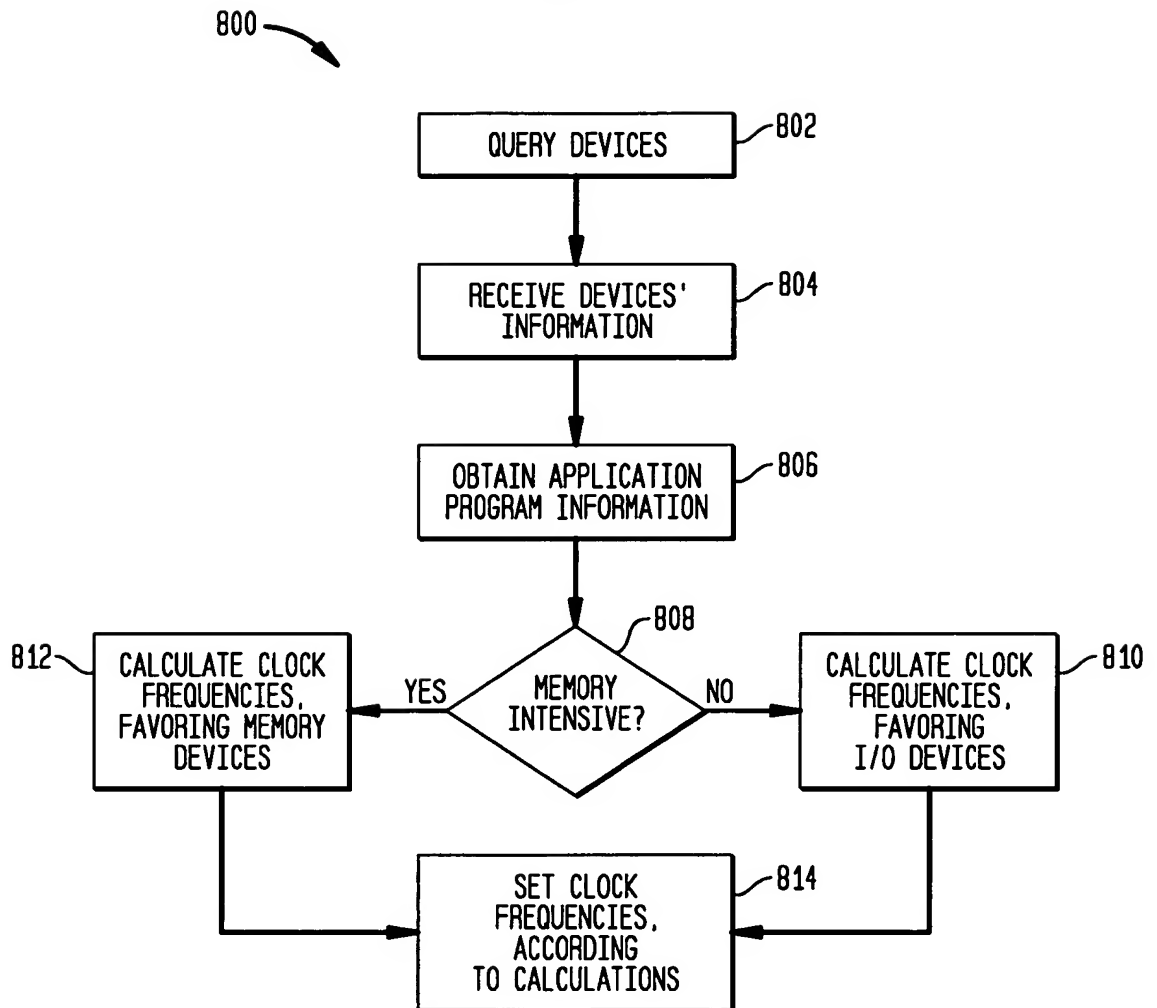 800
QUERY DEVICES
802
RECEIVE DEVICES'
INFORMATION
804
OBTAIN APPLICATION
PROGRAM INFORMATION
806
808
MEMORY
INTENSIVE?
YES
NO
812
CALCULATE CLOCK
FREQUENCIES,
FAVORING MEMORY
DEVICES
CALCULATE CLOCK
FREQUENCIES,
FAVORING
I/O DEVICES
810
SET CLOCK
FREQUENCIES,
ACCORDING
TO CALCULATIONS
814